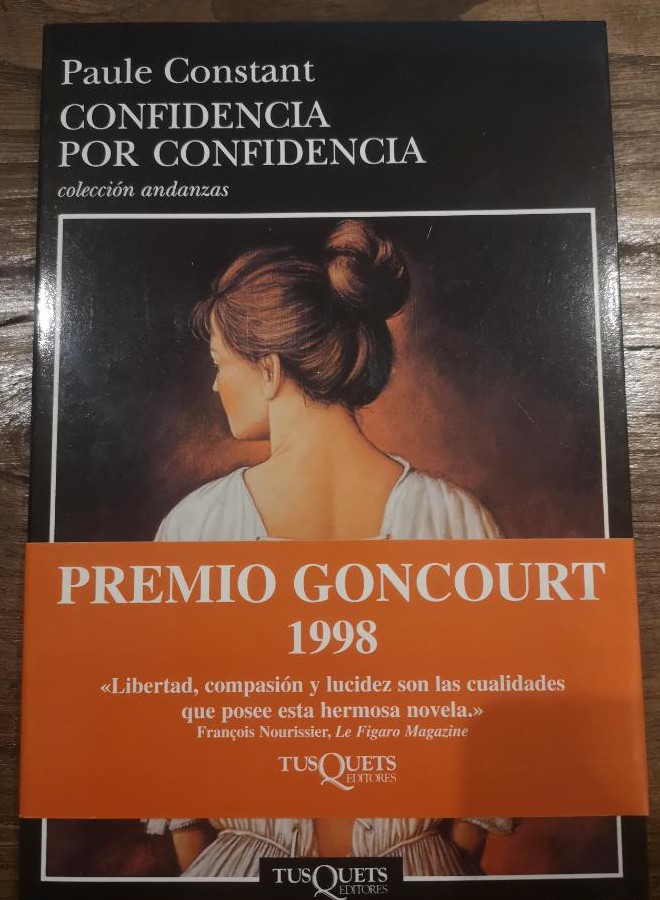 Paule Constant
CONFIDENCIA
POR CONFIDENCIA
colección andanzas
PREMIO GONCOURT
1998
«Libertad, compasión y lucidez son las cualidades
que posee esta hermosa novela.»
François Nourissier, Le Figaro Magazine
TUSQUETS
EDITORES
TUSQUETS
EDITORES